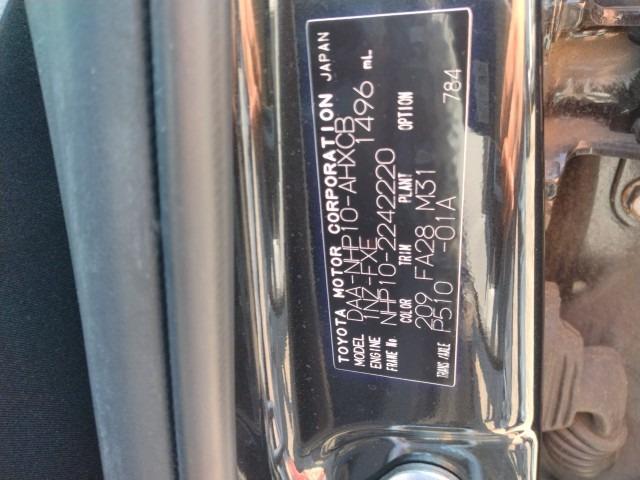 TOYOTA MOTOR CORPORATION JAPAN
MODEL DAA-NHP10-AHXCB
ENGINE 1NZ-FXE 1496 mL
FRAME No. NHP10-2242220
COLOR TRIM PLANT OPTION
209 FA28 M31 784
TRANS/AXLE P510 -01A